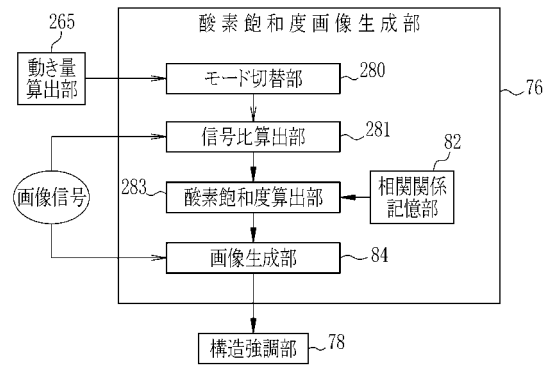 265
動き量
算出部
酸素飽和度画像生成部
76
モード切替部
280
信号比算出部
281
画像信号
283
酸素飽和度算出部
82
相関関係
記憶部
画像生成部
84
構造強調部
78